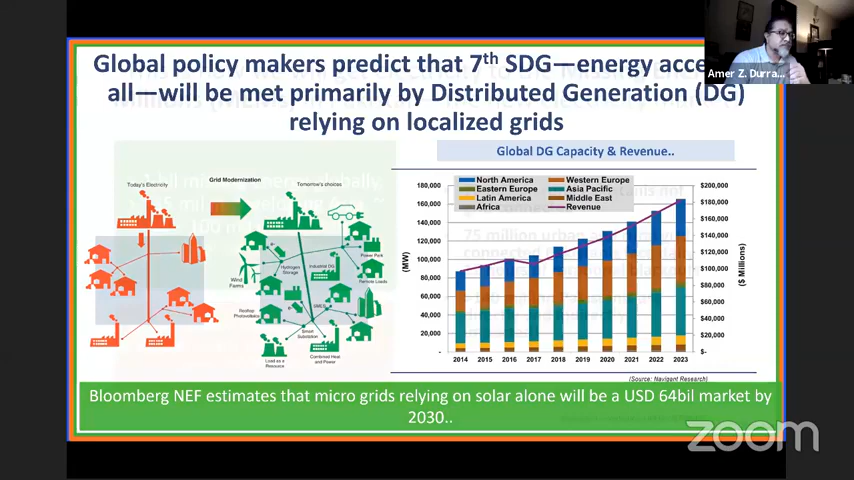 Global policy makers predict that 7th SDG—energy acce
all—will be met primarily by Distributed Generation (DG)
relying on localized grids
Amer Z. Durra...
Global DG Capacity & Revenue..
Today's Electricity
Grid Modernization
Tomorrow's choices
Wind
Farms
Hydrogen
Storage
Industrial DG
Power Park
Remote Loads
Rooftop
Photovoltaics
SMES
Smart
Substation
Load as a
Resource
Combined Heat
and Power
North America
Western Europe
Eastern Europe
Asia Pacific
Latin America
Middle East
Africa
Revenue
180,000
160,000
140,000
120,000
100,000
80,000
60,000
40,000
20,000
-
(MW)
$200,000
$180,000
$160,000
$140,000
$120,000
$100,000
$80,000
$60,000
$40,000
$20,000
$-
($ Millions)
2014 2015 2016 2017 2018 2019 2020 2021 2022 2023
(Source: Navigant Research)
75 million urban
connected
Bloomberg NEF estimates that micro grids relying on solar alone will be a USD 64bil market by
2030..
zoom